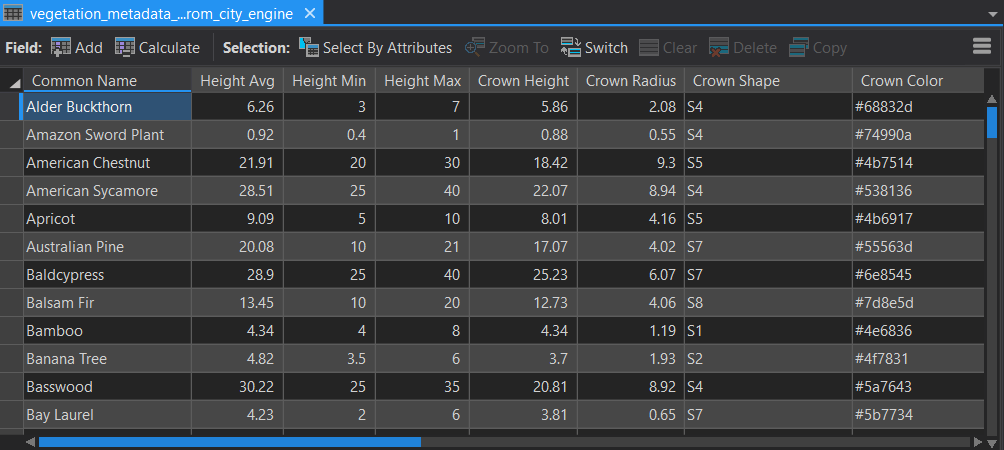 vegetation_metadata_...rom_city_engine
Field: Add Calculate Selection: Select By Attributes Zoom To Switch Clear Delete Copy
Common Name Height Avg Height Min Height Max Crown Height Crown Radius Crown Shape Crown Color
Alder Buckthorn 6.26 3 7 5.86 2.08 S4 #68832d
Amazon Sword Plant 0.92 0.4 1 0.88 0.55 S4 #74990a
American Chestnut 21.91 20 30 18.42 9.3 S5 #4b7514
American Sycamore 28.51 25 40 22.07 8.94 S4 #538136
Apricot 9.09 5 10 8.01 4.16 S5 #4b6917
Australian Pine 20.08 10 21 17.07 4.02 S7 #55563d
Baldcypress 28.9 25 40 25.23 6.07 S7 #6e8545
Balsam Fir 13.45 10 20 12.73 4.06 S8 #7d8e5d
Bamboo 4.34 4 8 4.34 1.19 S1 #4e6836
Banana Tree 4.82 3.5 6 3.7 1.93 S2 #4f7831
Basswood 30.22 25 35 20.81 8.92 S4 #5a7643
Bay Laurel 4.23 2 6 3.81 0.65 S7 #5b7734